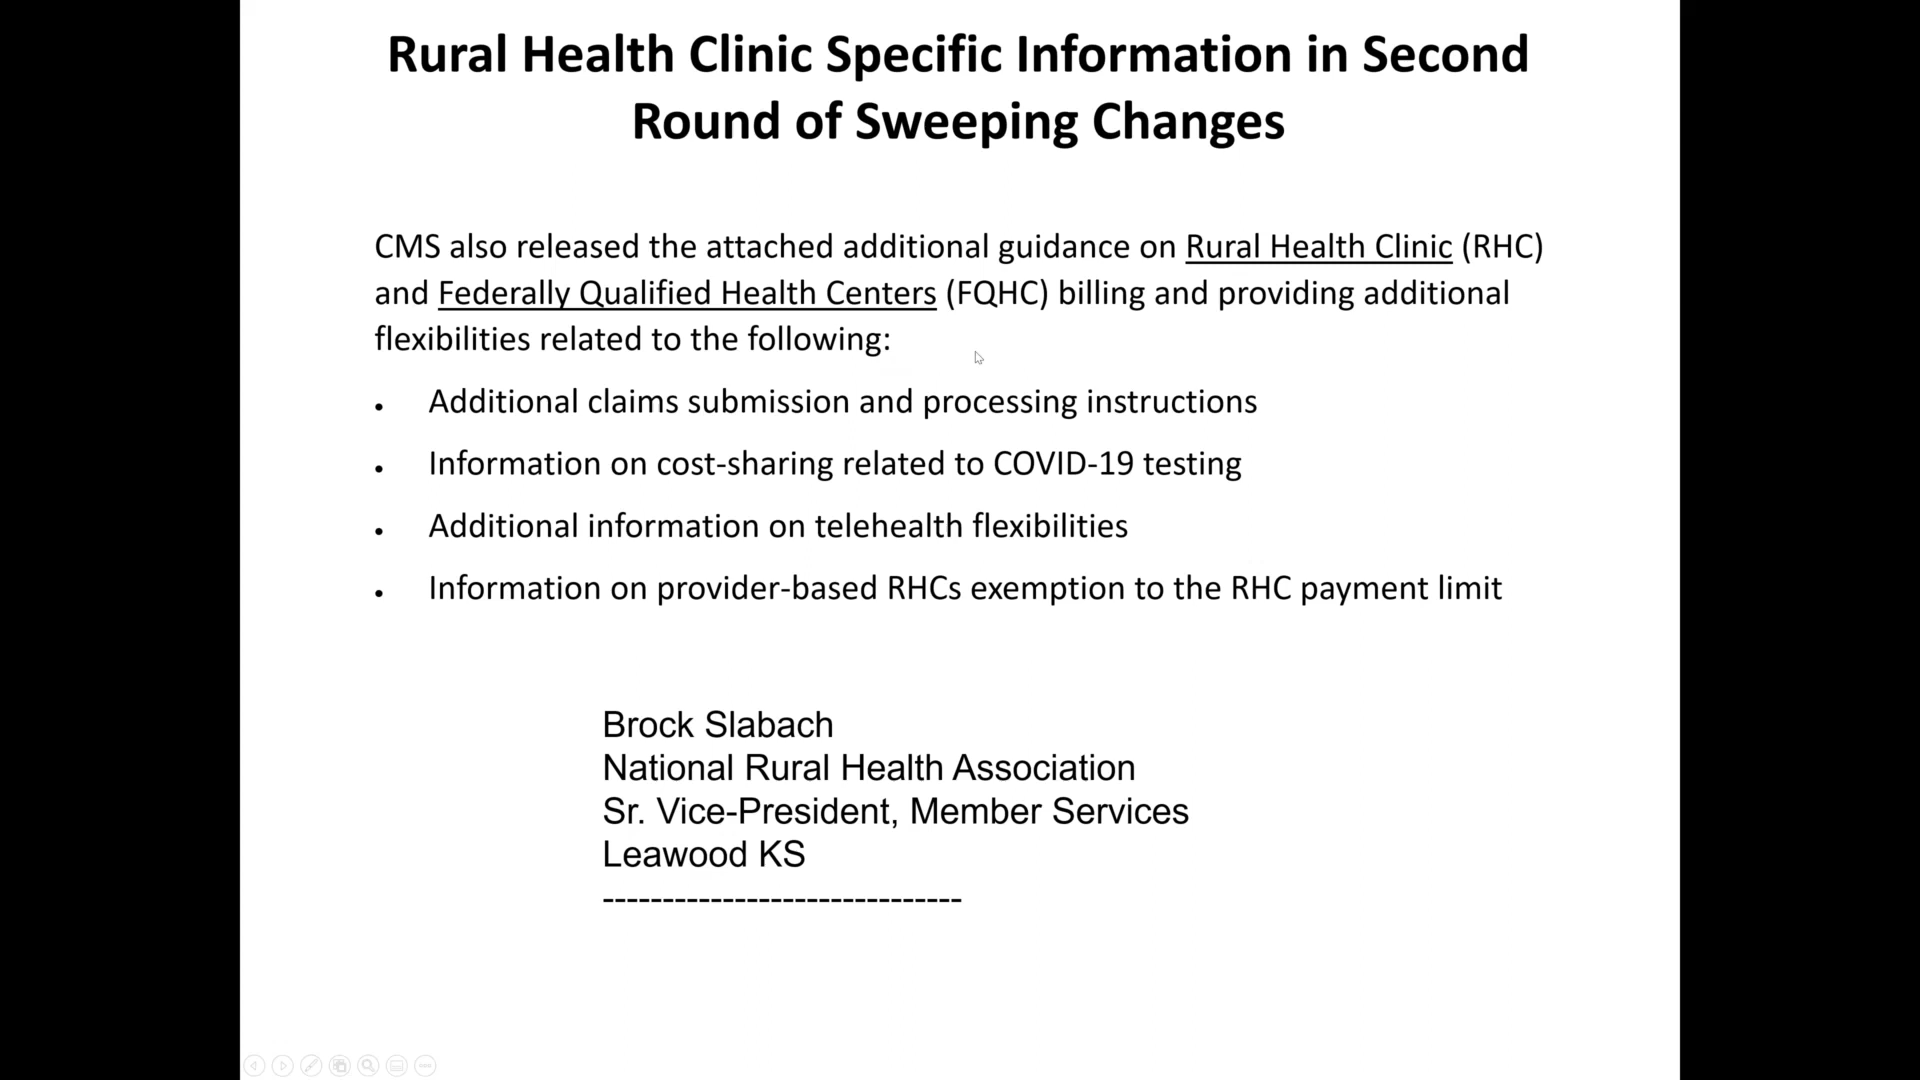 Rural Health Clinic Specific Information in Second
Round of Sweeping Changes
CMS also released the attached additional guidance on Rural Health Clinic (RHC)
and Federally Qualified Health Centers (FQHC) billing and providing additional
flexibilities related to the following:
• Additional claims submission and processing instructions
• Information on cost-sharing related to COVID-19 testing
• Additional information on telehealth flexibilities
• Information on provider-based RHCs exemption to the RHC payment limit
Brock Slabach
National Rural Health Association
Sr. Vice-President, Member Services
Leawood KS
------------------------------